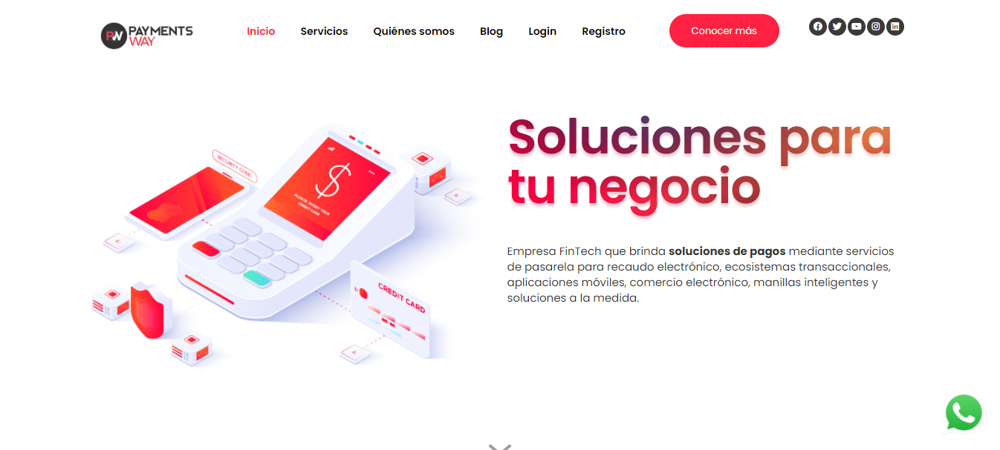 PW PAYMENTS
WAY
Inicio
Servicios
Quiénes somos
Blog
Login
Registro
Conocer más
SECURITY CODE
$
PLEASE, INSERT YOUR
CREDIT CARD
CREDIT CARD
Soluciones para
tu negocio
Empresa FinTech que brinda soluciones de pagos mediante servicios
de pasarela para recaudo electrónico, ecosistemas transaccionales,
aplicaciones móviles, comercio electrónico, manillas inteligentes y
soluciones a la medida.